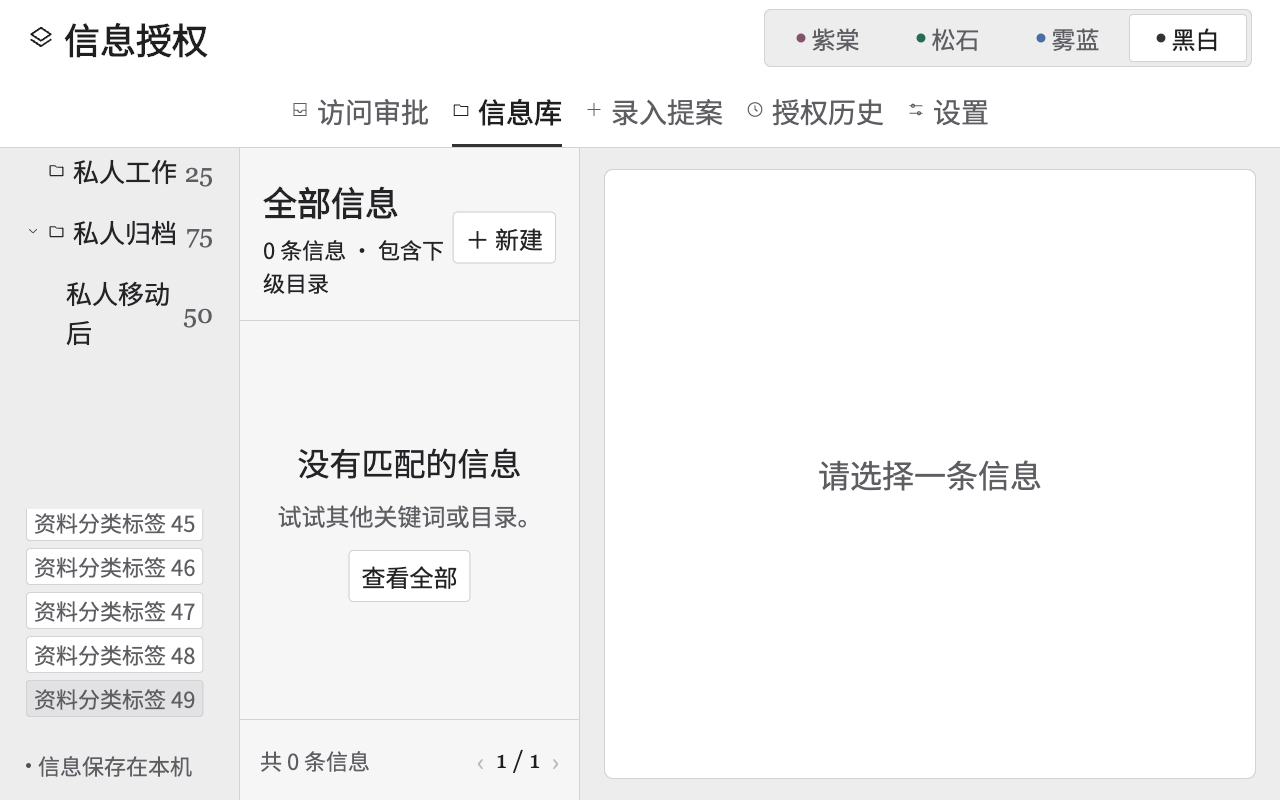 信息授权
紫棠
松石
雾蓝
黑白
访问审批
信息库
录入提案
授权历史
设置
私人工作 25
私人归档 75
私人移动
后
50
资料分类标签 45
资料分类标签 46
资料分类标签 47
资料分类标签 48
资料分类标签 49
• 信息保存在本机
全部信息
0 条信息 · 包含下
级目录
新建
没有匹配的信息
试试其他关键词或目录。
查看全部
共 0 条信息
‹ 1 / 1 ›
请选择一条信息